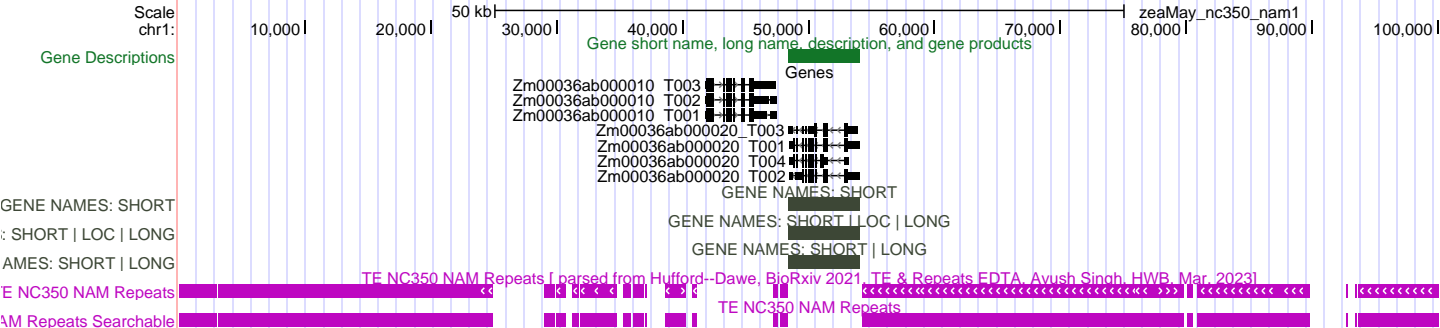 Scale 50 kb zeaMay_nc350_nam1
chr1: 10,000 20,000 30,000 40,000 50,000 60,000 70,000 80,000 90,000 100,000
Gene short name, long name, description, and gene products
Gene Descriptions
Genes
Zm00036ab000010_T003
Zm00036ab000010_T002
Zm00036ab000010_T001
Zm00036ab000020_T003
Zm00036ab000020_T001
Zm00036ab000020_T004
Zm00036ab000020_T002
GENE NAMES: SHORT
GENE NAMES: SHORT
GENE NAMES: SHORT | LOC | LONG
: SHORT | LOC | LONG
GENE NAMES: SHORT | LONG
AMES: SHORT | LONG
TE NC350 NAM Repeats [ parsed from Hufford--Dawe, BioRxiv 2021, TE & Repeats EDTA, Ayush Singh, HWB, Mar, 2023]
TE NC350 NAM Repeats
TE NC350 NAM Repeats
AM Repeats Searchable